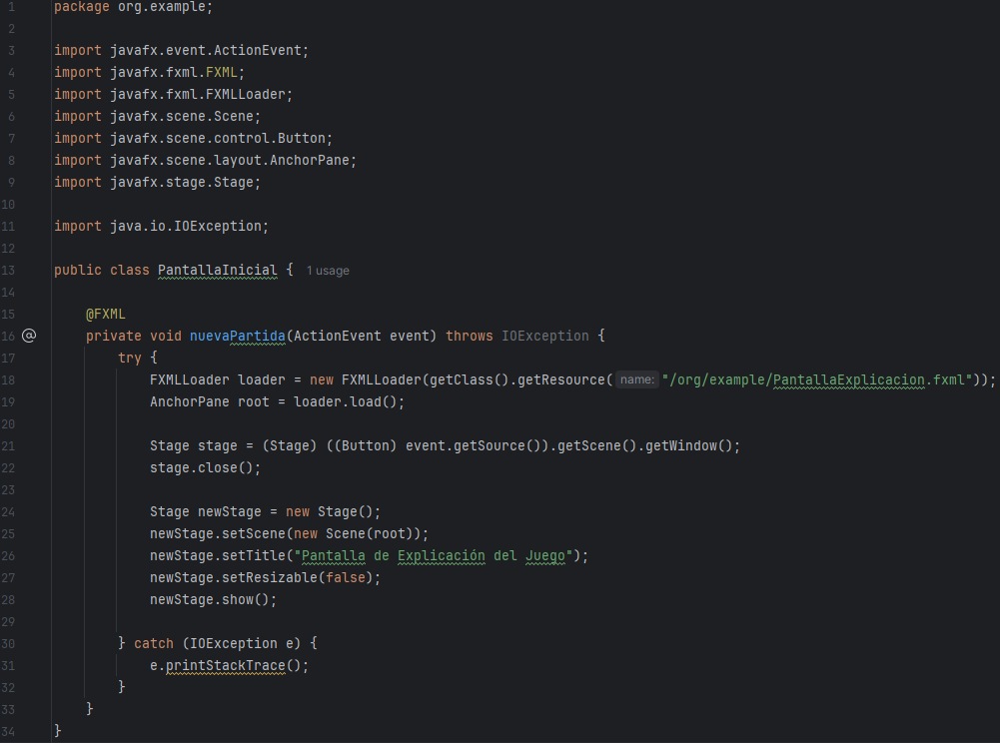 1 package org.example;
2
3 import javafx.event.ActionEvent;
4 import javafx.fxml.FXML;
5 import javafx.fxml.FXMLLoader;
6 import javafx.scene.Scene;
7 import javafx.scene.control.Button;
8 import javafx.scene.layout.AnchorPane;
9 import javafx.stage.Stage;
10
11 import java.io.IOException;
12
13 public class PantallaInicial { 1 usage
14
15     @FXML
16 @     private void nuevaPartida(ActionEvent event) throws IOException {
17         try {
18             FXMLLoader loader = new FXMLLoader(getClass().getResource( name: "/org/example/PantallaExplicacion.fxml"));
19             AnchorPane root = loader.load();
20
21             Stage stage = (Stage) ((Button) event.getSource()).getScene().getWindow();
22             stage.close();
23
24             Stage newStage = new Stage();
25             newStage.setScene(new Scene(root));
26             newStage.setTitle("Pantalla de Explicación del Juego");
27             newStage.setResizable(false);
28             newStage.show();
29
30         } catch (IOException e) {
31             e.printStackTrace();
32         }
33     }
34 }